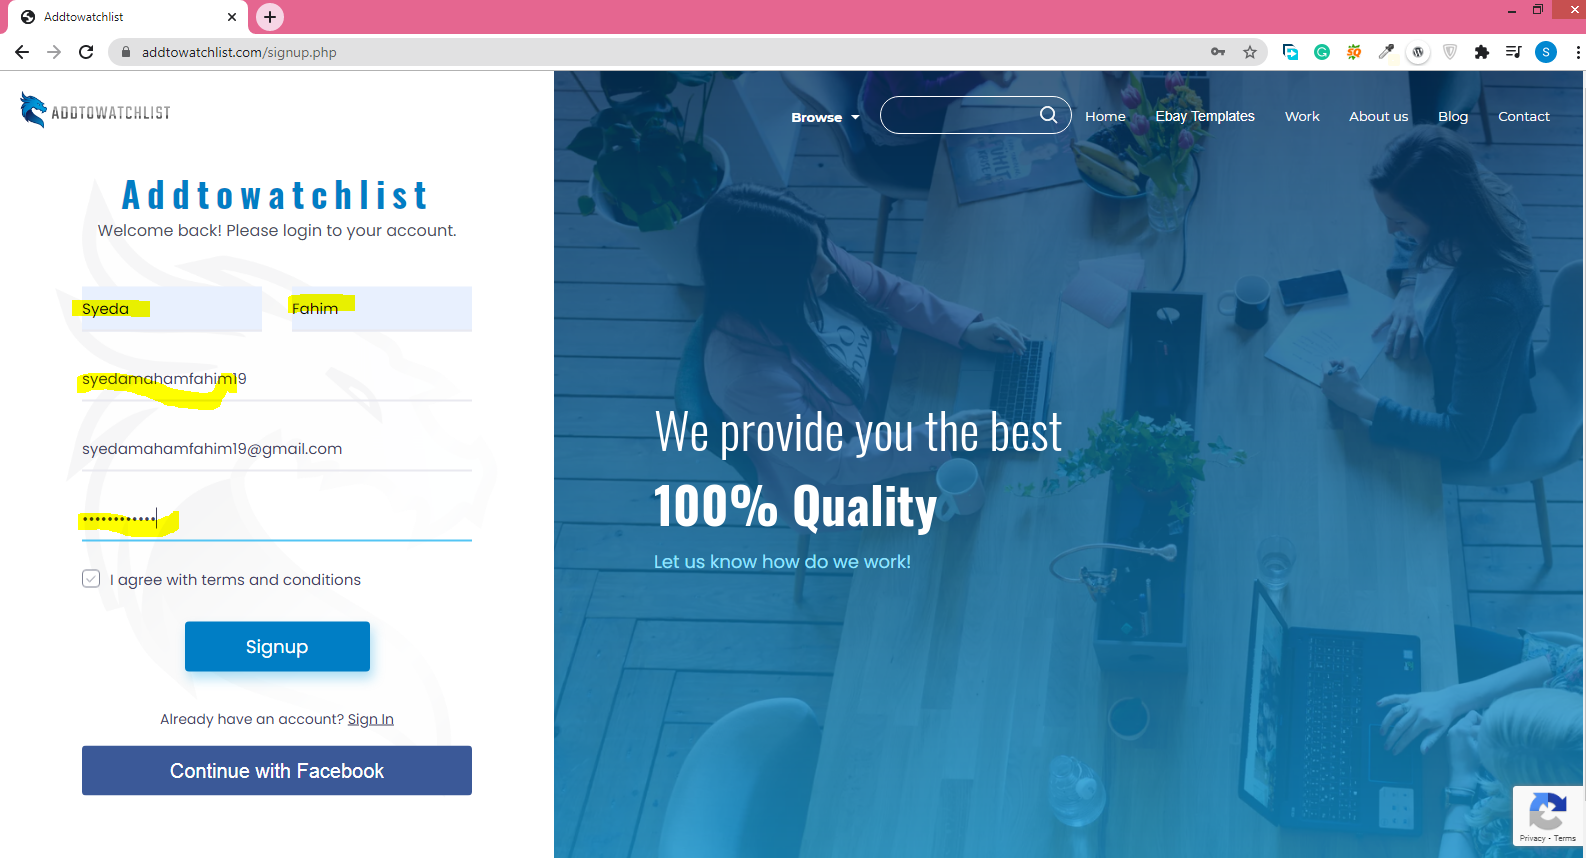 Addtowatchlist
addtowatchlist.com/signup.php
S
ADDTOWATCHLIST
Browse
Home
Ebay Templates
Work
About us
Blog
Contact
Addtowatchlist
Welcome back! Please login to your account.
Syeda
Fahim
syedamahamfahim19
syedamahamfahim19@gmail.com
••••••••••••
I agree with terms and conditions
Signup
Already have an account? Sign In
Continue with Facebook
We provide you the best
100% Quality
Let us know how do we work!
Privacy - Terms